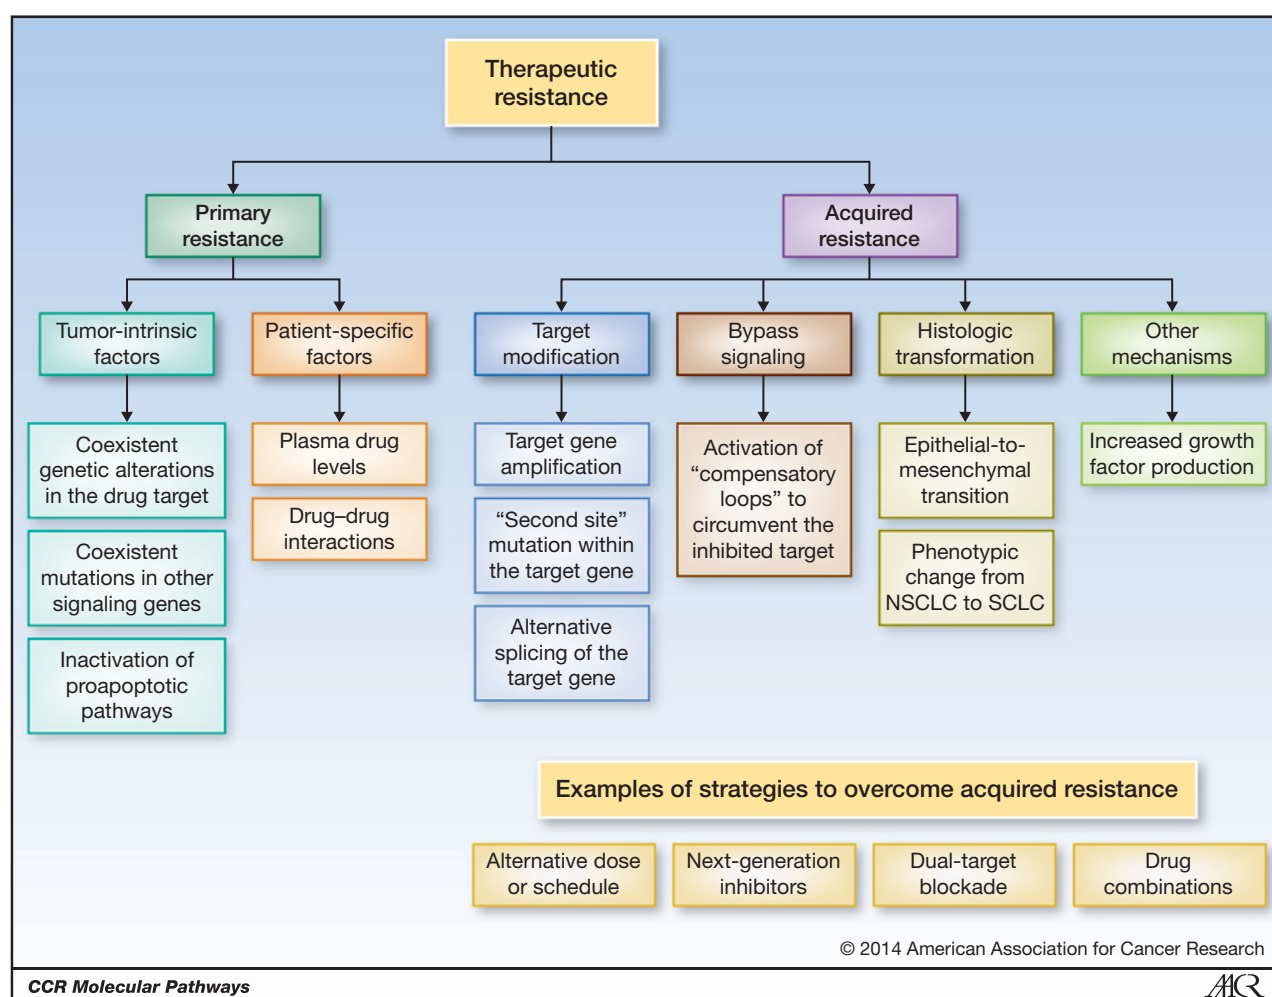 Therapeutic
resistance
Primary
resistance
Acquired
resistance
Tumor-intrinsic
factors
Patient-specific
factors
Target
modification
Bypass
signaling
Histologic
transformation
Other
mechanisms
Coexistent
genetic alterations
in the drug target
Coexistent
mutations in other
signaling genes
Inactivation of
proapoptotic
pathways
Plasma drug
levels
Drug–drug
interactions
Target gene
amplification
“Second site”
mutation within
the target gene
Alternative
splicing of the
target gene
Activation of
“compensatory
loops” to
circumvent the
inhibited target
Epithelial-to-
mesenchymal
transition
Phenotypic
change from
NSCLC to SCLC
Increased growth
factor production
Examples of strategies to overcome acquired resistance
Alternative dose
or schedule
Next-generation
inhibitors
Dual-target
blockade
Drug
combinations
© 2014 American Association for Cancer Research
CCR Molecular Pathways
AACR